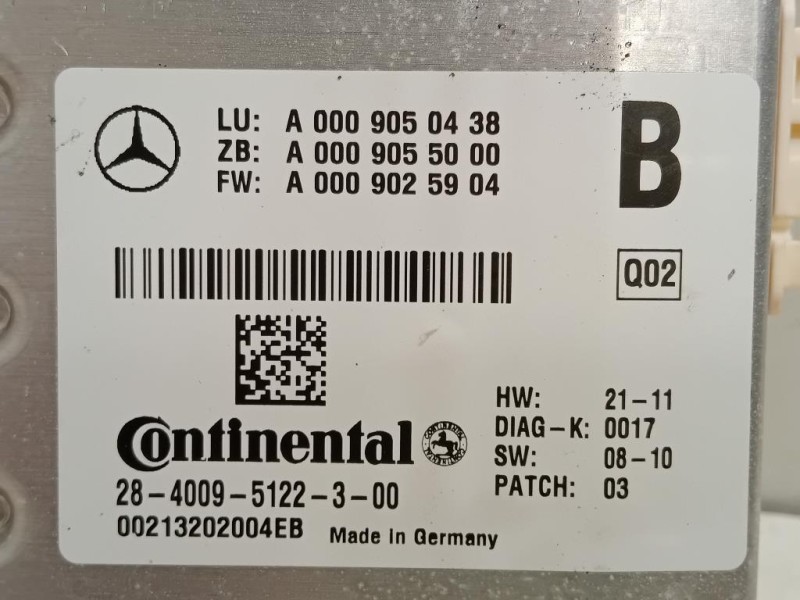 LU: A 000 905 04 38
ZB: A 000 905 50 00
FW: A 000 902 59 04
B
Q02
Continental
HW: 21-11
DIAG-K: 0017
SW: 08-10
PATCH: 03
28-4009-5122-3-00
00213202004EB Made in Germany